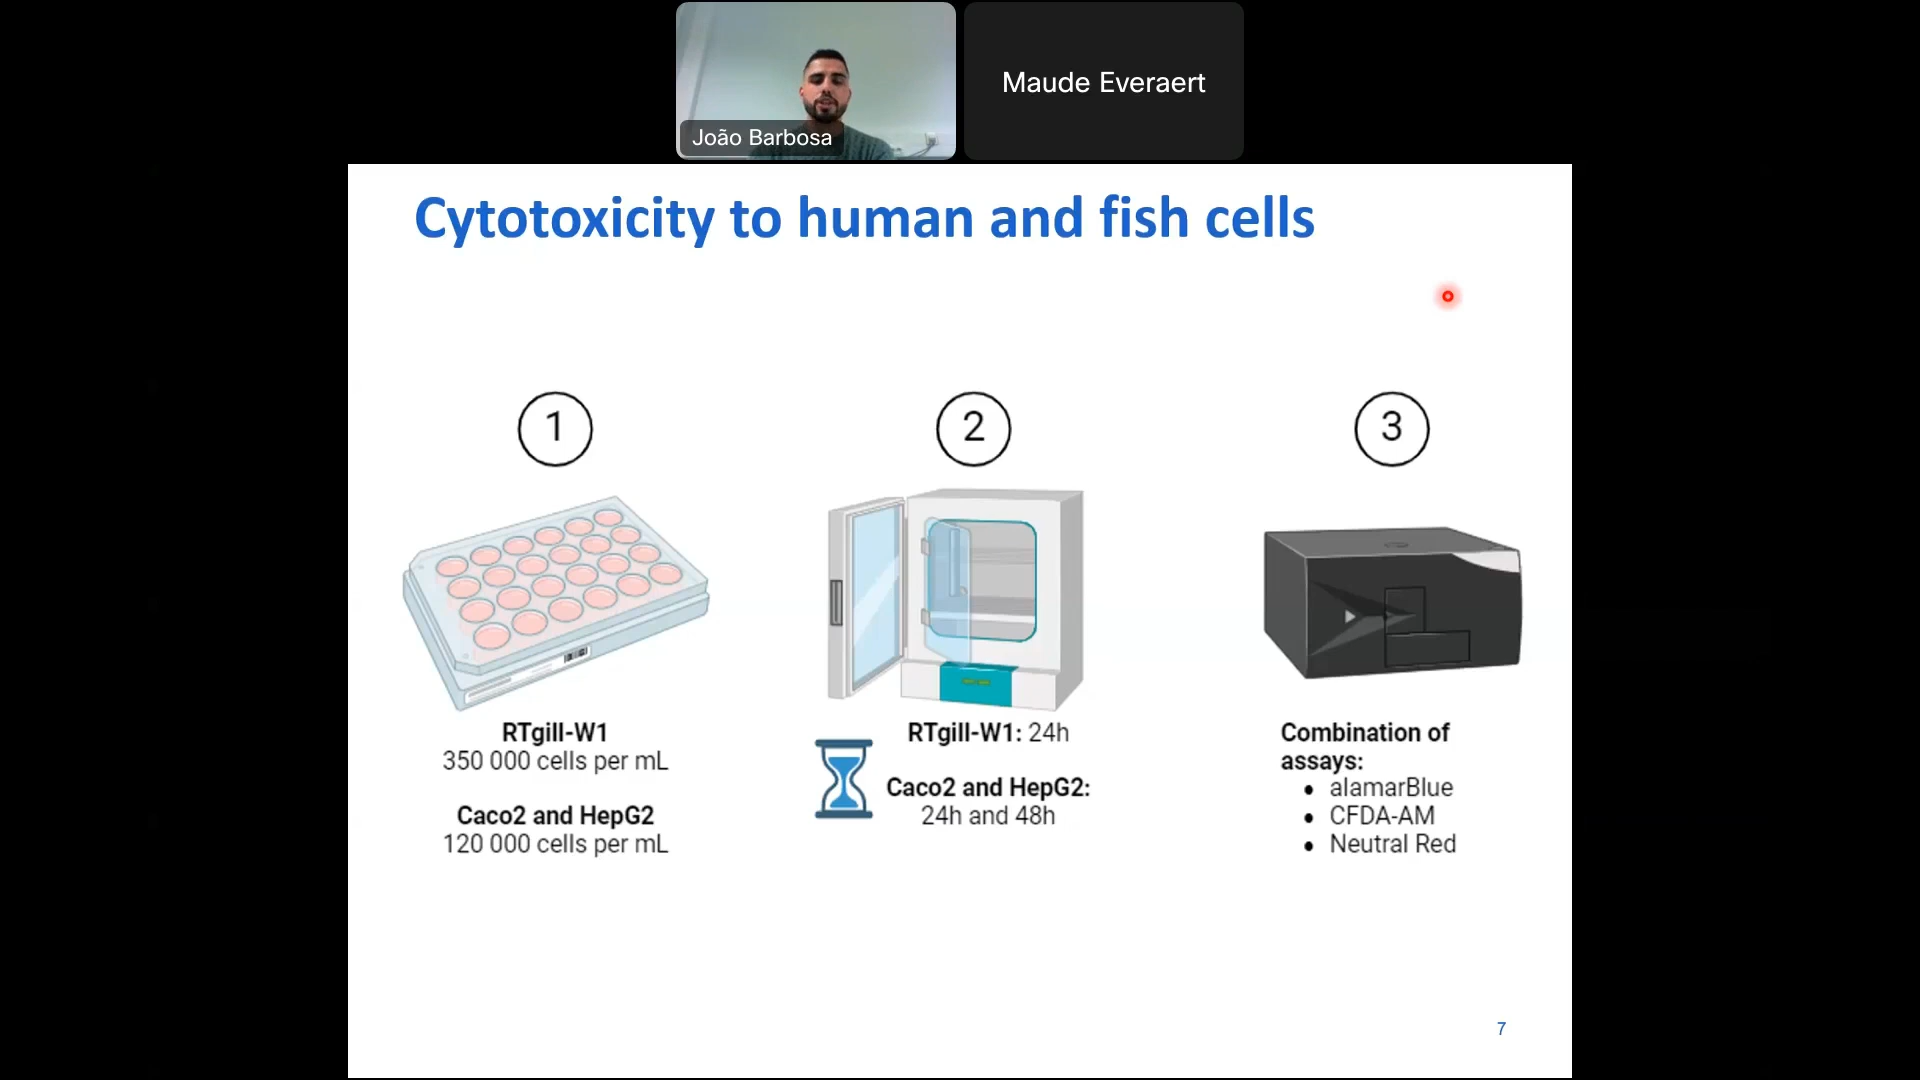 João Barbosa
Maude Everaert
Cytotoxicity to human and fish cells
1
2
3
RTgill-W1
350 000 cells per mL
Caco2 and HepG2
120 000 cells per mL
RTgill-W1: 24h
Caco2 and HepG2:
24h and 48h
Combination of
assays:
• alamarBlue
• CFDA-AM
• Neutral Red
7